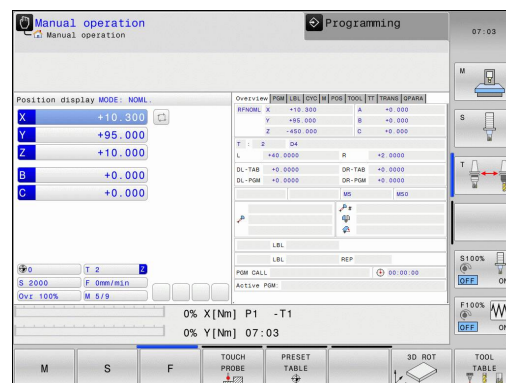 Manual operation
Manual operation
Programming
07:03
Position display MODE: NOML.
X +10.300
Y +95.000
Z +10.000
B +0.000
C +0.000
0 T 2 Z
S 2000 F 0mm/min
Ovr 100% M 5/9
Overview PGM LBL CYC M POS TOOL TT TRANS QPARA
RFNOML X +10.300 A +0.000
Y +95.000 B +0.000
Z -450.000 C +0.000
T : 2 D4
L +40.0000 R +2.0000
DL-TAB +0.0000 DR-TAB +0.0000
DL-PGM +0.0000 DR-PGM +0.0000
M5 M50
#
LBL
LBL REP
PGM CALL 00:00:00
Active PGM:
0% X[Nm] P1 -T1
0% Y[Nm] 07:03
M
S
T
S100%
OFF ON
F100%
OFF ON
M S F TOUCH PROBE PRESET TABLE 3D ROT TOOL TABLE